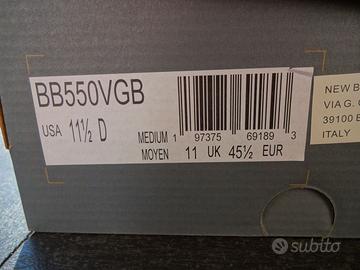 BB550VGB
USA 11½ D
MEDIUM
MOYEN
1 97375 69189 3
11 UK 45½ EUR
NEW B
VIA G.
39100 B
ITALY
subito